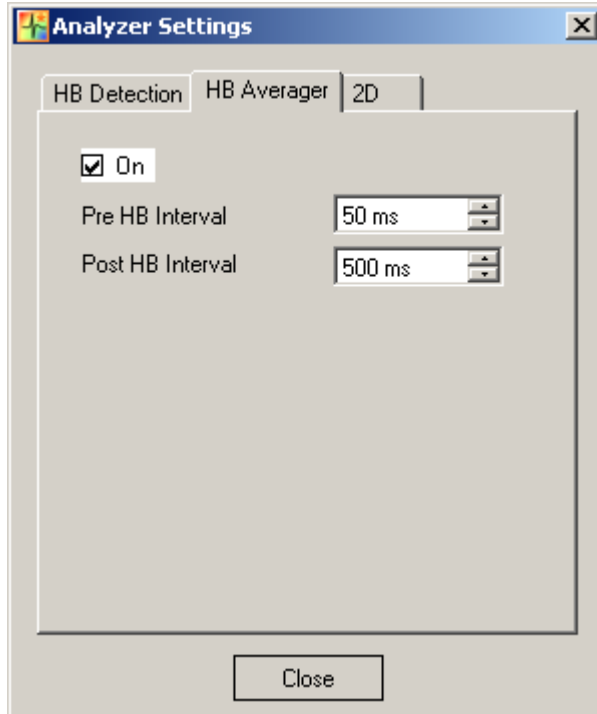 Analyzer Settings
HB Detection HB Averager 2D
On
Pre HB Interval 50 ms
Post HB Interval 500 ms
Close